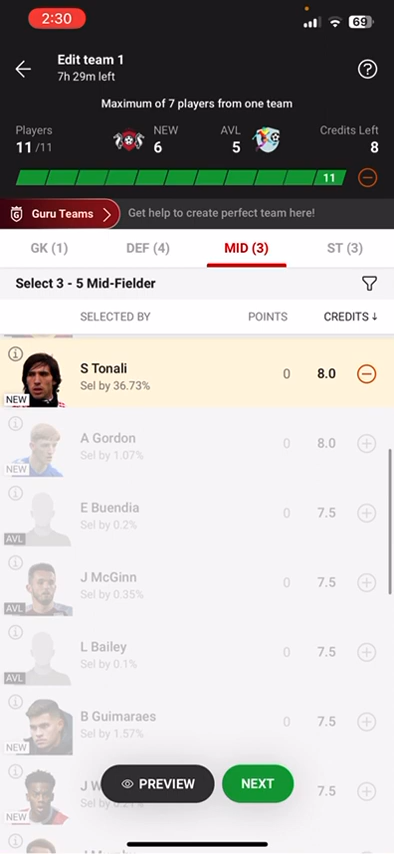 2:30
69
Edit team 1
7h 29m left
?
Maximum of 7 players from one team
Players
11 /11
NEW
6
AVL
5
Credits Left
8
11
G
Guru Teams
Get help to create perfect team here!
GK (1)
DEF (4)
MID (3)
ST (3)
Select 3 - 5 Mid-Fielder
SELECTED BY
POINTS
CREDITS ↓
S Tonali
Sel by 36.73%
0
8.0
NEW
A Gordon
Sel by 1.07%
0
8.0
NEW
E Buendia
Sel by 0.2%
0
7.5
AVL
J McGinn
Sel by 0.35%
0
7.5
AVL
L Bailey
Sel by 0.1%
0
7.5
AVL
B Guimaraes
Sel by 1.57%
0
7.5
NEW
J W
7.5
NEW
PREVIEW
NEXT